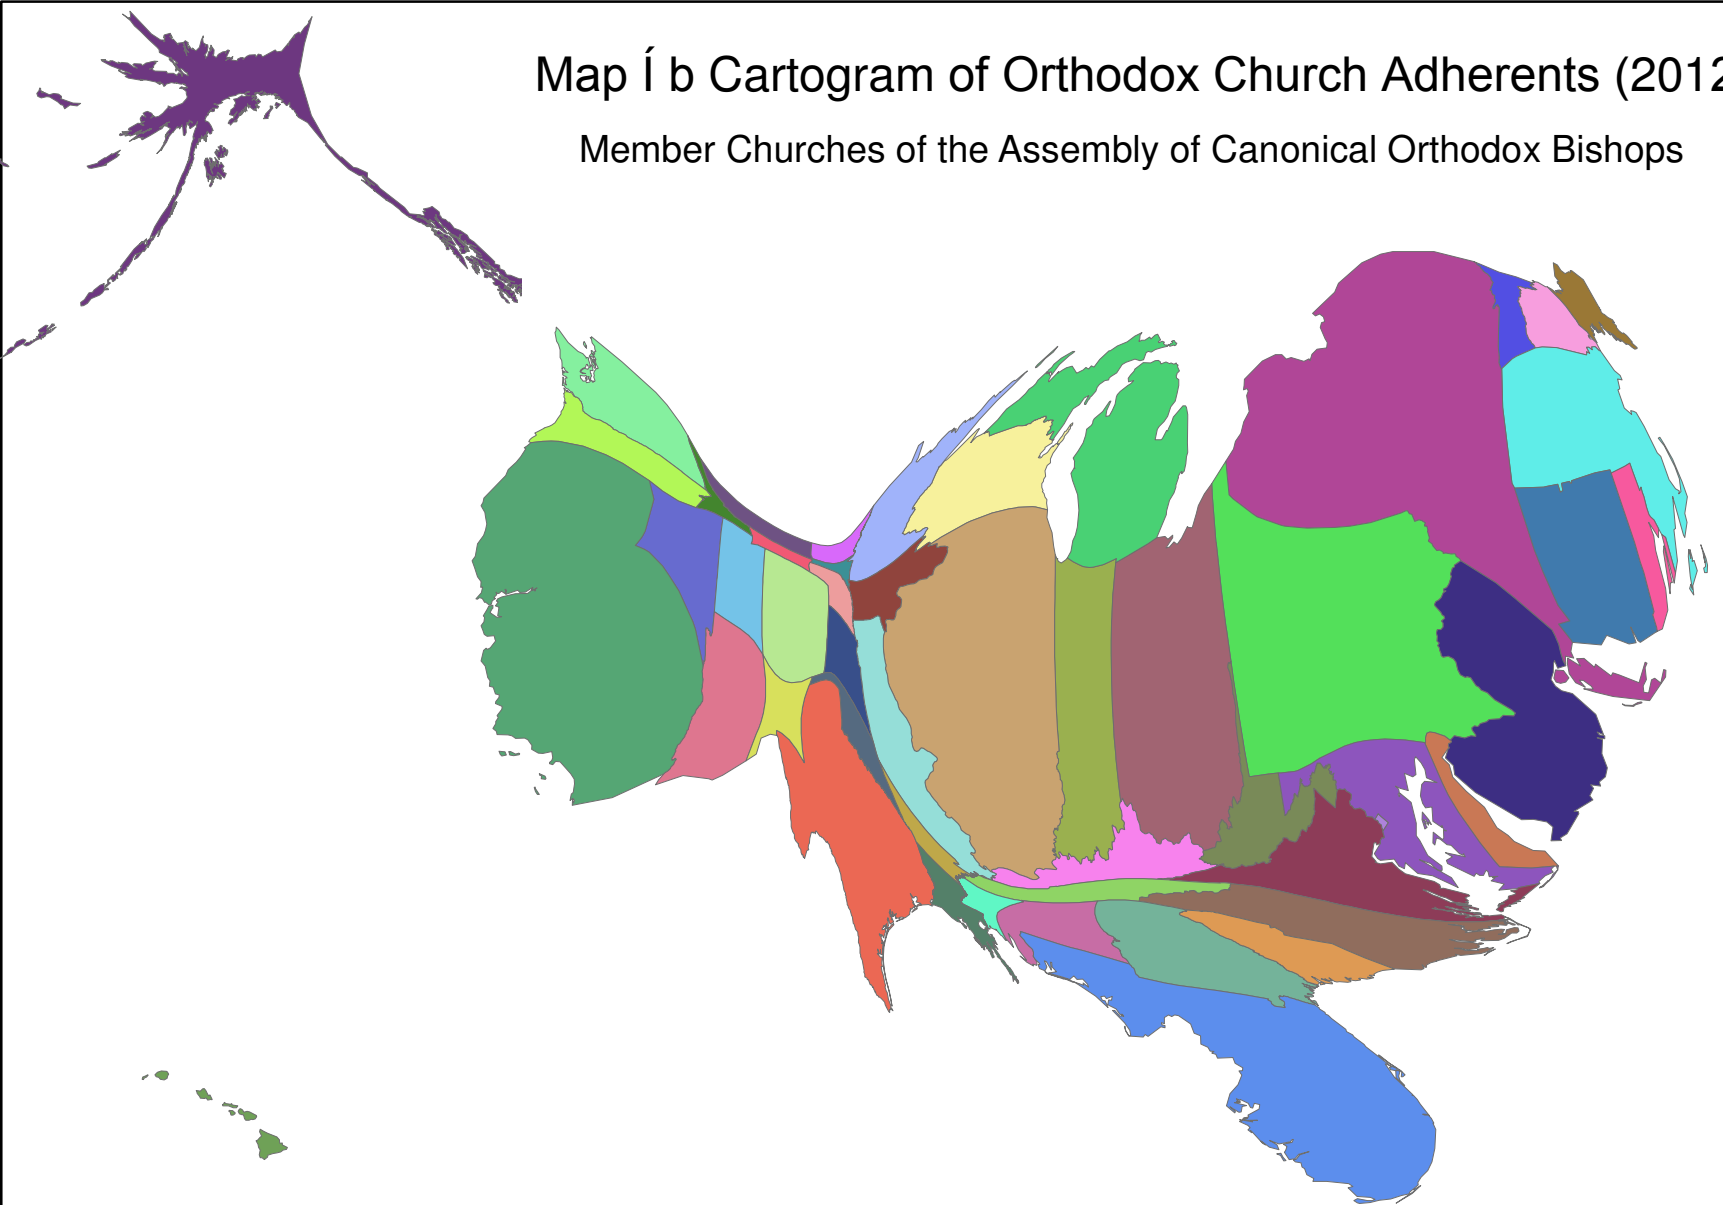 Map Í b Cartogram of Orthodox Church Adherents (2012
Member Churches of the Assembly of Canonical Orthodox Bishops